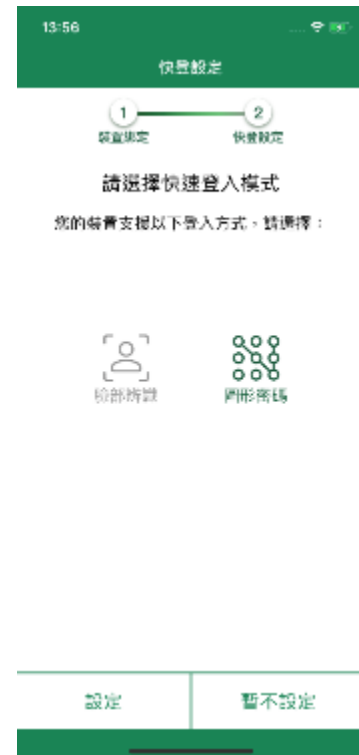 13:56
快登設定
1
2
裝置綁定
快登設定
請選擇快速登入模式
您的裝置支援以下登入方式，請選擇：
臉部辨識
圖形密碼
設定
暫不設定